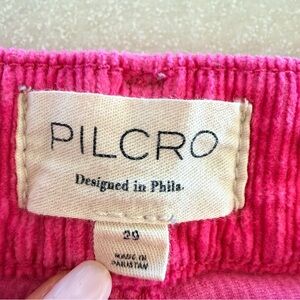 PILCRO
Designed in Phila.
29
MADE IN
PAKISTAN